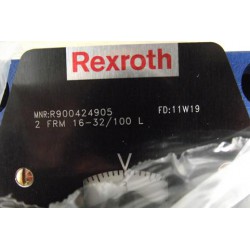 Rexroth
MNR:R900424905 FD:11W19
2 FRM 16-32/100 L
V